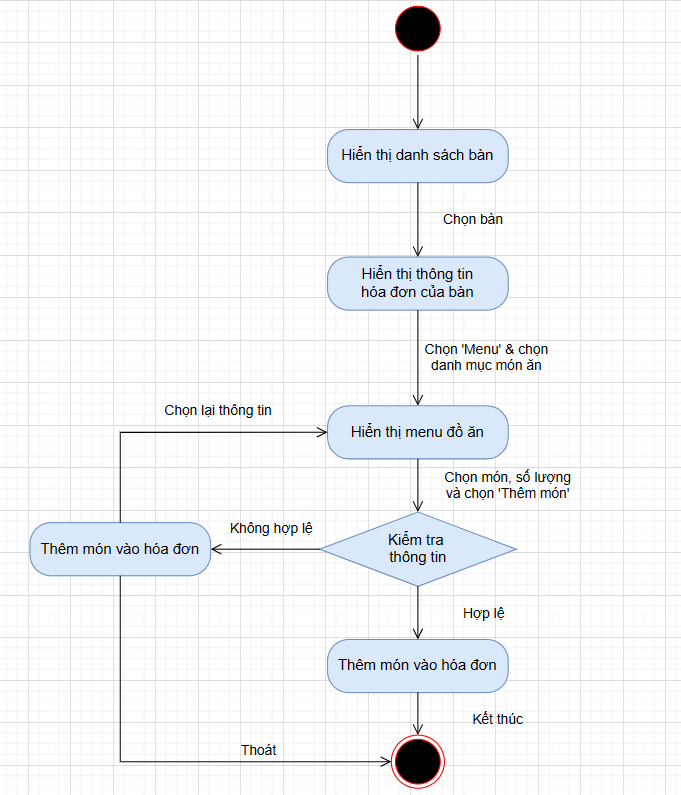 Hiển thị danh sách bàn
Chọn bàn
Hiển thị thông tin
hóa đơn của bàn
Chọn 'Menu' & chọn
danh mục món ăn
Chọn lại thông tin
Hiển thị menu đồ ăn
Chọn món, số lượng
và chọn 'Thêm món'
Không hợp lệ
Kiểm tra
thông tin
Thêm món vào hóa đơn
Hợp lệ
Thêm món vào hóa đơn
Kết thúc
Thoát